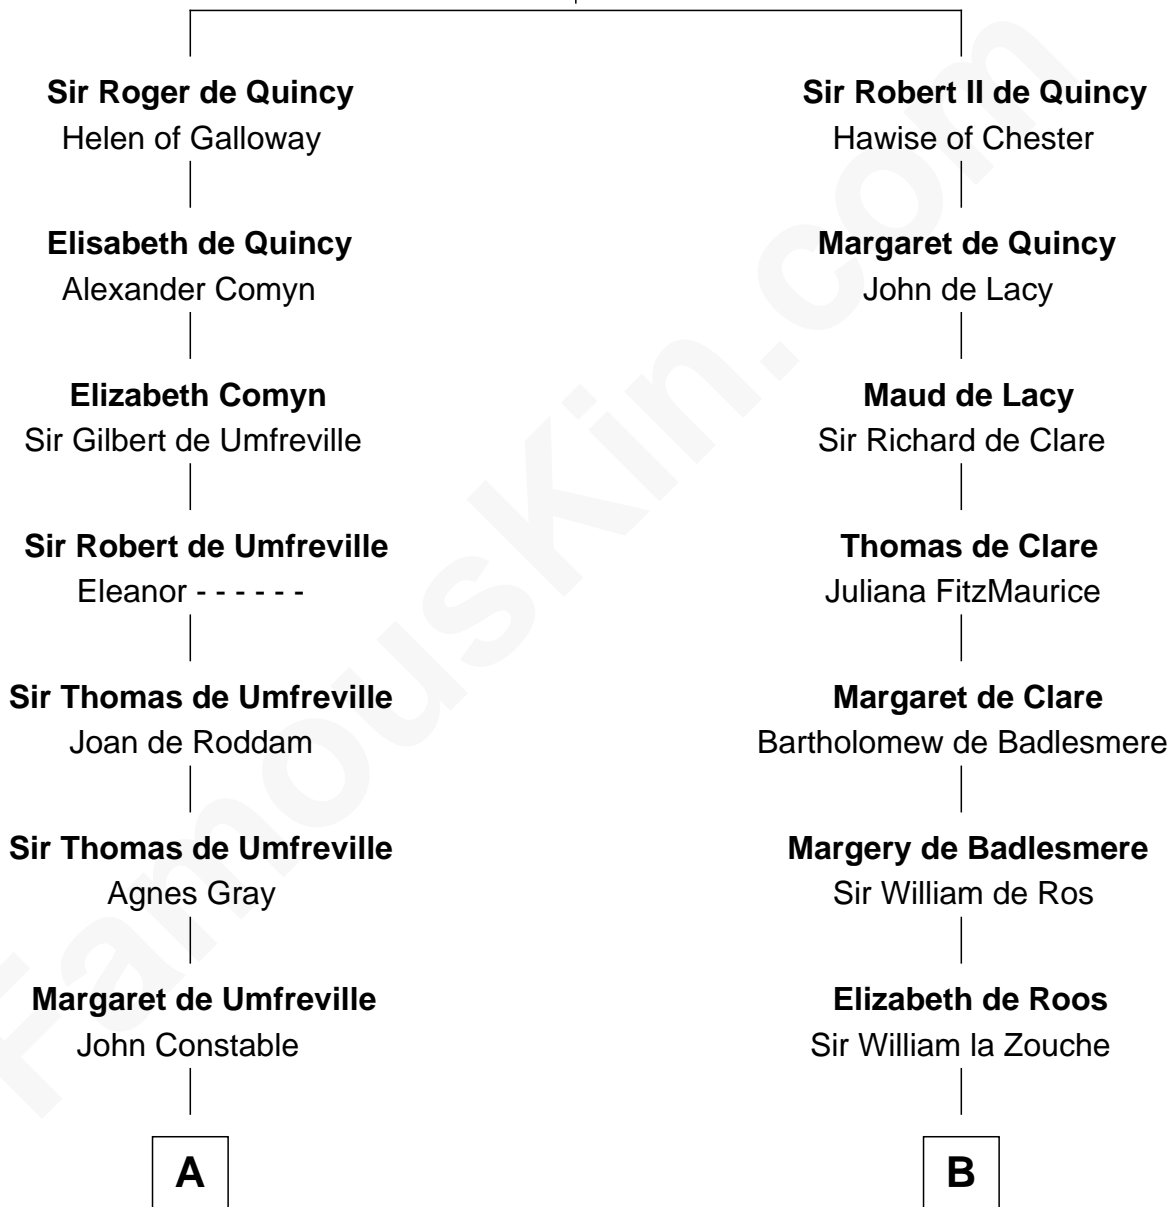 Sir Roger de Quincy
Helen of Galloway
Elisabeth de Quincy
Alexander Comyn
Elizabeth Comyn
Sir Gilbert de Umfreville
Sir Robert de Umfreville
Eleanor - - - - - -
Sir Thomas de Umfreville
Joan de Roddam
Sir Thomas de Umfreville
Agnes Gray
Margaret de Umfreville
John Constable
A
Sir Robert II de Quincy
Hawise of Chester
Margaret de Quincy
John de Lacy
Maud de Lacy
Sir Richard de Clare
Thomas de Clare
Juliana FitzMaurice
Margaret de Clare
Bartholomew de Badlesmere
Margery de Badlesmere
Sir William de Ros
Elizabeth de Roos
Sir William la Zouche
B
FamousKin.com